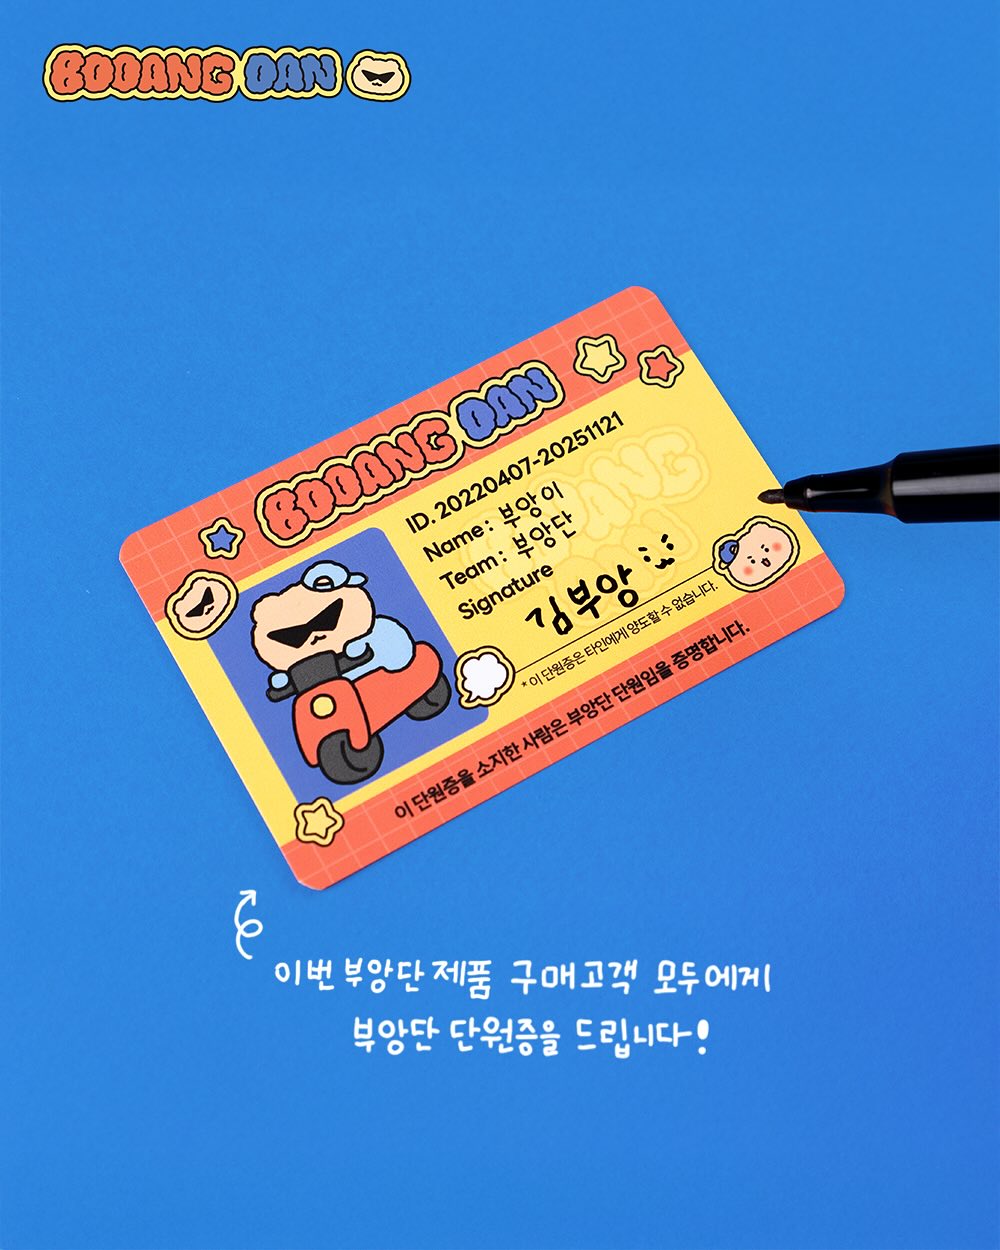 BOOANG DAN
BOOANG DAN
ID. 20220407-20251121
Name : 부앙이
Team : 부앙단
Signature
김부앙
* 이 단원증은 타인에게 양도할 수 없습니다.
이 단원증을 소지한 사람은 부앙단 단원임을 증명합니다.
이번 부앙단 제품 구매고객 모두에게
부앙단 단원증을 드립니다!